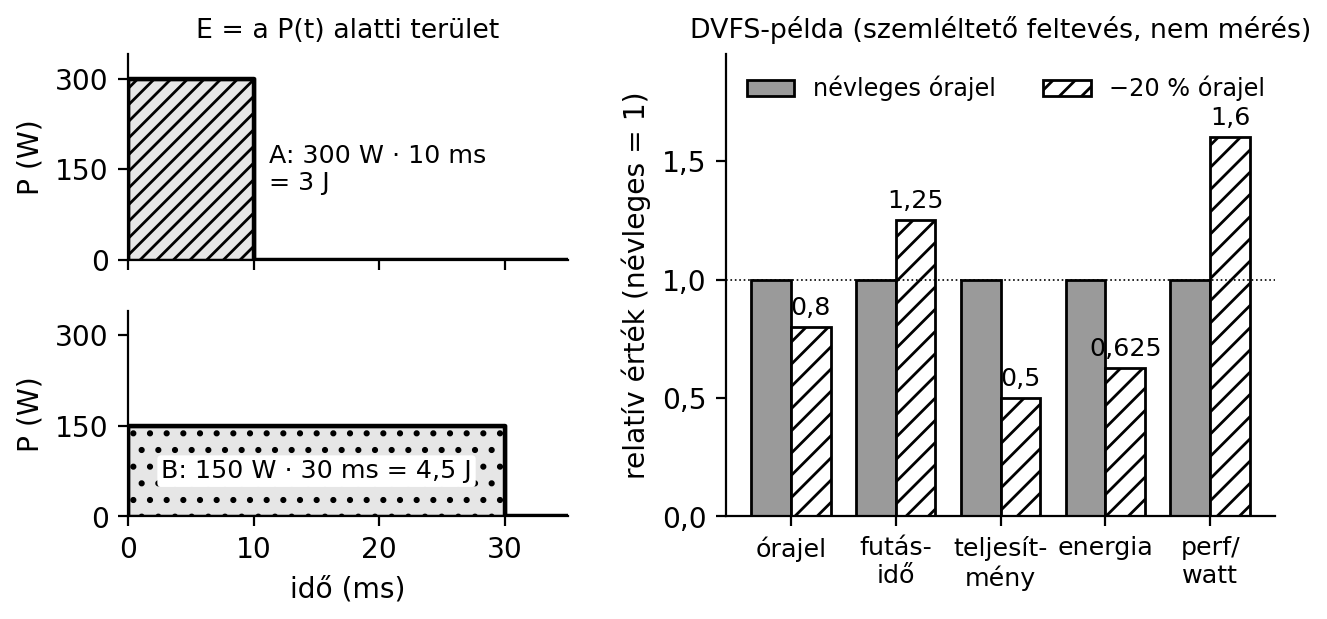 E = a P(t) alatti terület
P (W)
300
150
0
A: 300 W · 10 ms
= 3 J
P (W)
300
150
0
B: 150 W · 30 ms = 4,5 J
0
10
20
30
idő (ms)
DVFS-példa (szemléltető feltevés, nem mérés)
névleges órajel
−20 % órajel
relatív érték (névleges = 1)
1,5
1,0
0,5
0,0
0,8
1,25
0,5
0,625
1,6
órajel
futás-
idő
teljesít-
mény
energia
perf/
watt